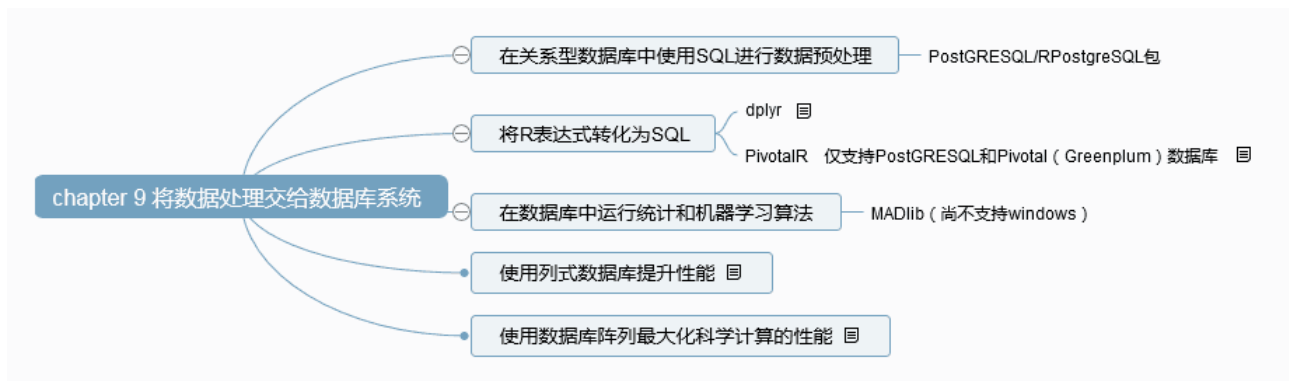 在关系型数据库中使用SQL进行数据预处理
PostGRESQL/RPostgreSQL包
将R表达式转化为SQL
dplyr
PivotalR 仅支持PostGRESQL和Pivotal（Greenplum）数据库
chapter 9 将数据处理交给数据库系统
在数据库中运行统计和机器学习算法
MADlib（尚不支持windows）
使用列式数据库提升性能
使用数据库阵列最大化科学计算的性能